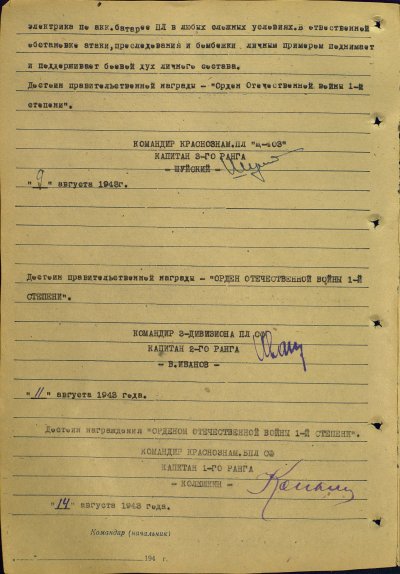 электрика по акк.батарее ПЛ в любых сложных условиях.В ответственной
обстановке атаки,преследования и бомбежки личным примером поднимает
и поддерживает боевой дух личного состава.
Достоин правительственной награды - "Орден Отечественной Войны 1-й
степени".
КОМАНДИР КРАСНОЗНАМ.ПЛ "Щ-403"
КАПИТАН 3-ГО РАНГА
- ШУЙСКИЙ -
"9" августа 1943г.
Достоин правительственной награды - "ОРДЕН ОТЕЧЕСТВЕННОЙ ВОЙНЫ 1-Й
СТЕПЕНИ".
КОМАНДИР 3-ДИВИЗИОНА ПЛ СФ
КАПИТАН 2-ГО РАНГА
- В.ИВАНОВ -
"11" августа 1943 года.
Достоин награждения "ОРДЕНОМ ОТЕЧЕСТВЕННОЙ ВОЙНЫ 1-Й СТЕПЕНИ".
КОМАНДИР КРАСНОЗНАМ.БПЛ СФ
КАПИТАН 1-ГО РАНГА
- КОЛЫШКИН -
"14" августа 1943 года.
Командир (начальник)
194 г.